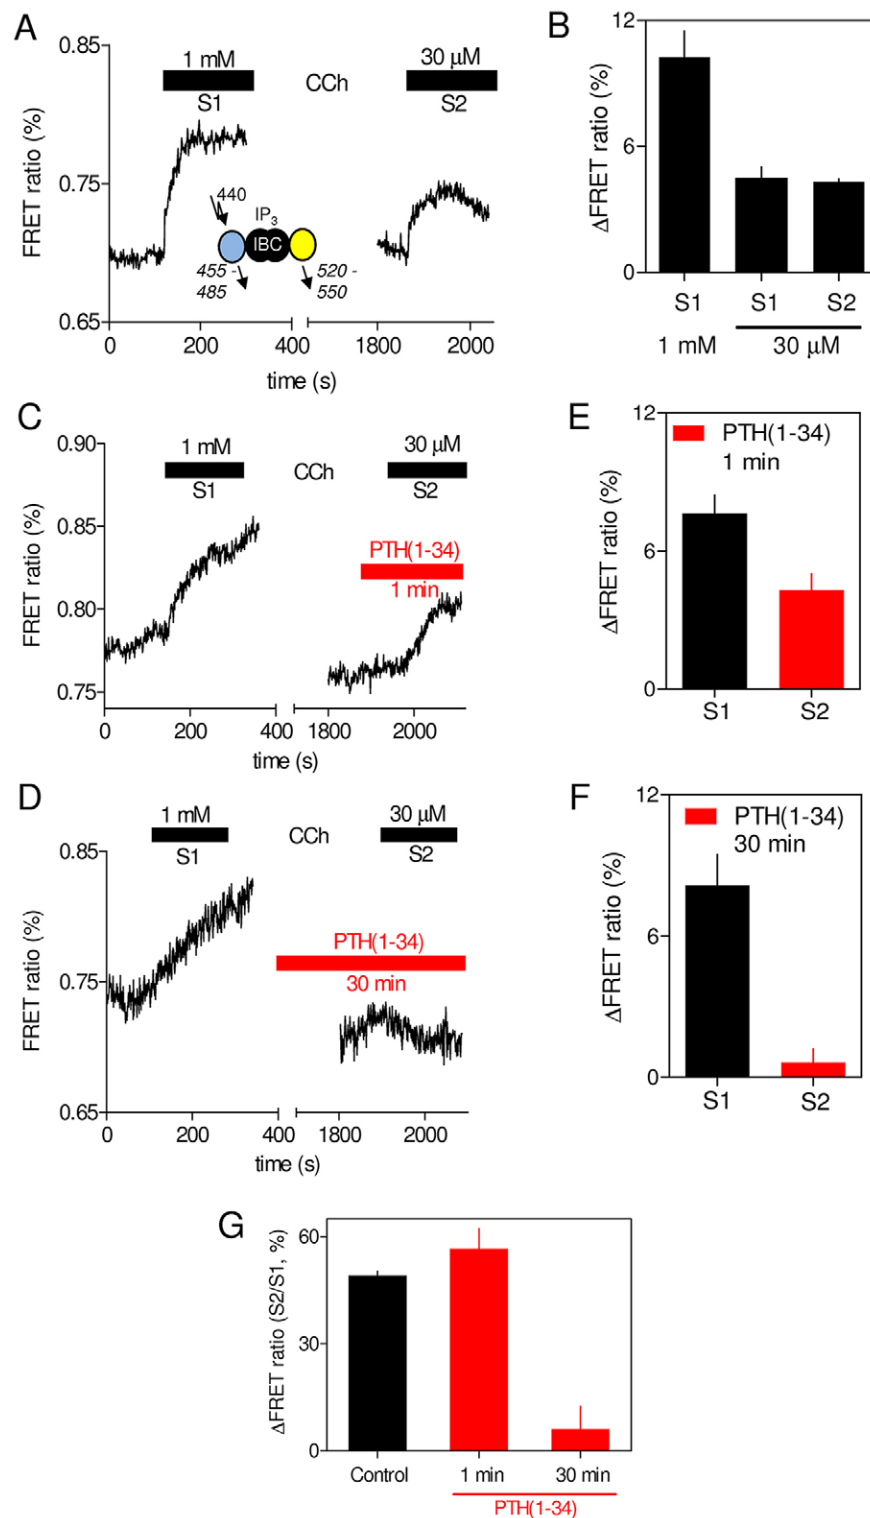 A
0.85
0.75
0.65
FRET ratio (%)
1 mM
S1
CCh
30 μM
S2
440
IP3
IBC
455 -
485
520 -
550
0
200
400
1800
2000
time (s)
B
12
6
0
ΔFRET ratio (%)
S1
S1
S2
1 mM
30 μM
C
0.90
0.85
0.80
0.75
FRET ratio (%)
1 mM
S1
CCh
30 μM
S2
PTH(1-34)
1 min
0
200
1800
2000
time (s)
E
12
6
0
ΔFRET ratio (%)
PTH(1-34)
1 min
S1
S2
D
0.85
0.75
0.65
FRET ratio (%)
1 mM
S1
CCh
30 μM
S2
PTH(1-34)
30 min
0
200
400
1800
2000
time (s)
F
12
6
0
ΔFRET ratio (%)
PTH(1-34)
30 min
S1
S2
G
60
30
0
ΔFRET ratio (S2/S1, %)
Control
1 min
30 min
PTH(1-34)